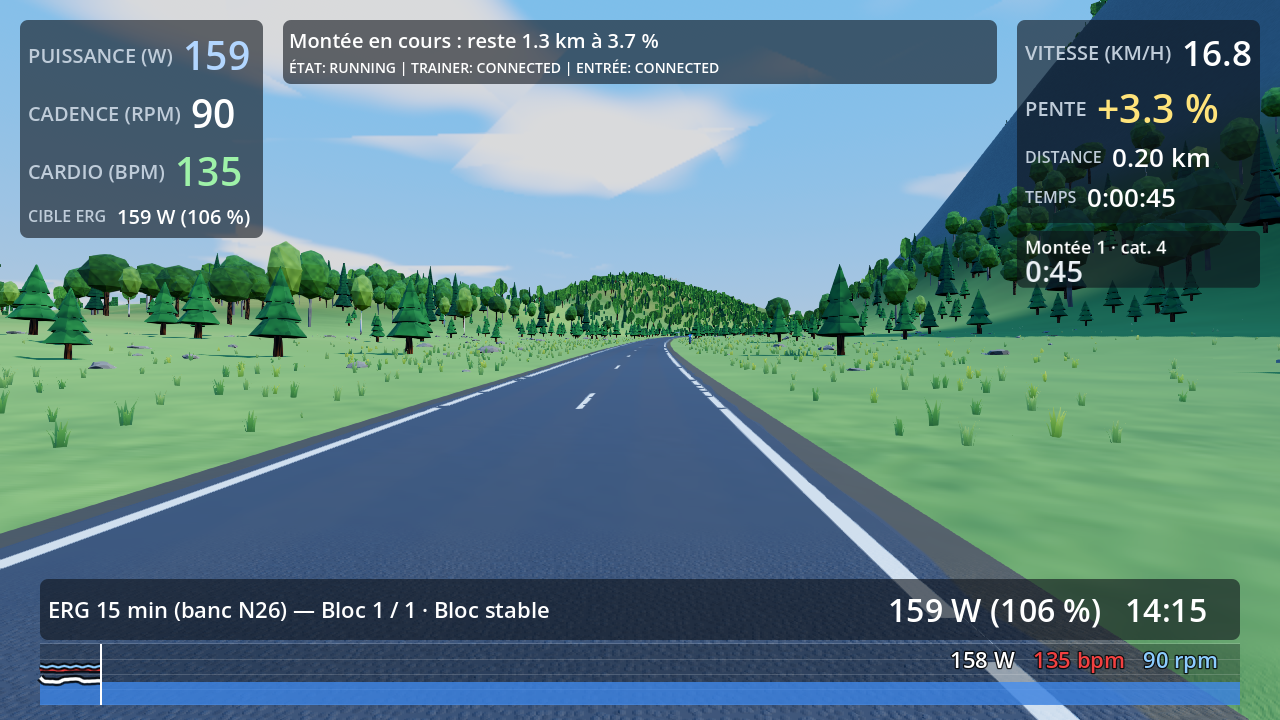 PUISSANCE (W) 159
CADENCE (RPM) 90
CARDIO (BPM) 135
CIBLE ERG 159 W (106 %)
Montée en cours : reste 1.3 km à 3.7 %
ÉTAT: RUNNING | TRAINER: CONNECTED | ENTRÉE: CONNECTED
VITESSE (KM/H) 16.8
PENTE +3.3 %
DISTANCE 0.20 km
TEMPS 0:00:45
Montée 1 · cat. 4
0:45
ERG 15 min (banc N26) — Bloc 1 / 1 · Bloc stable 159 W (106 %) 14:15
158 W 135 bpm 90 rpm